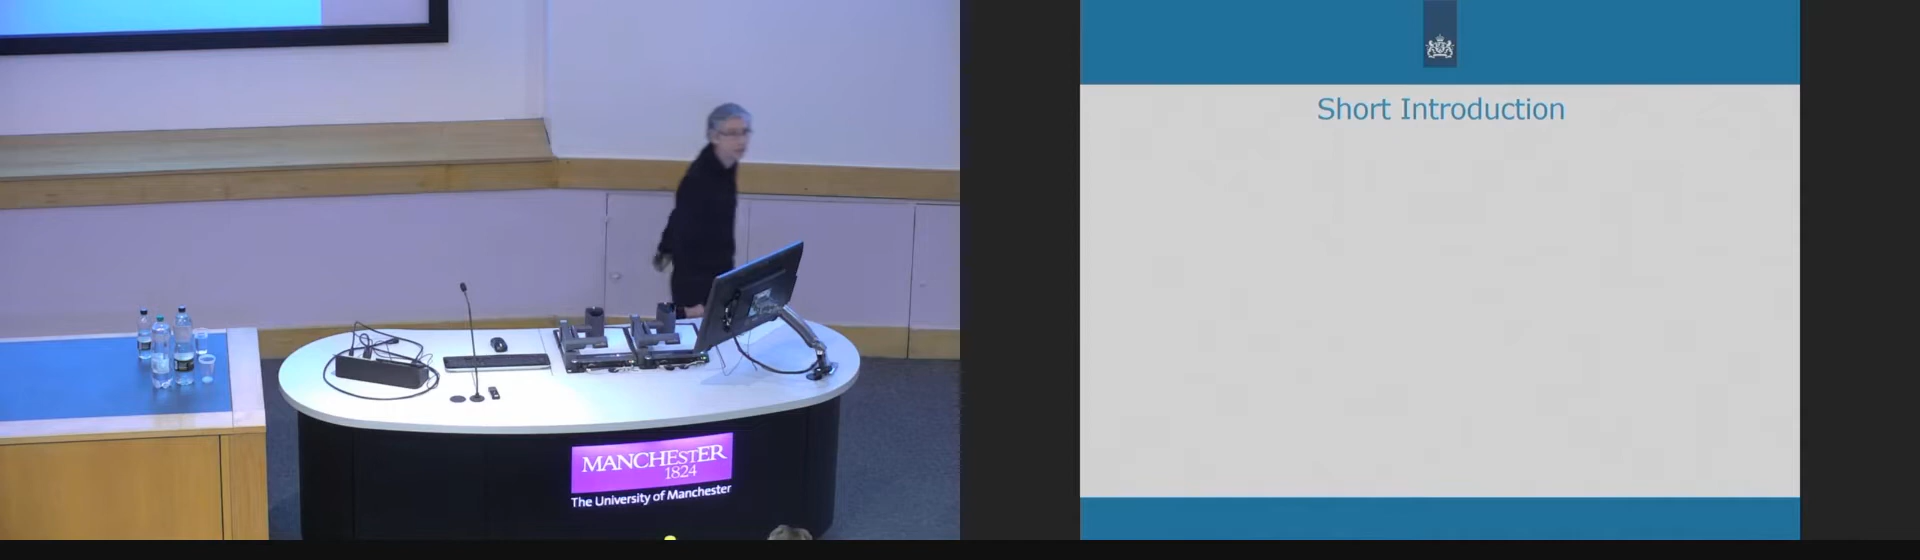 MANCHESTER
1824
The University of Manchester
Short Introduction